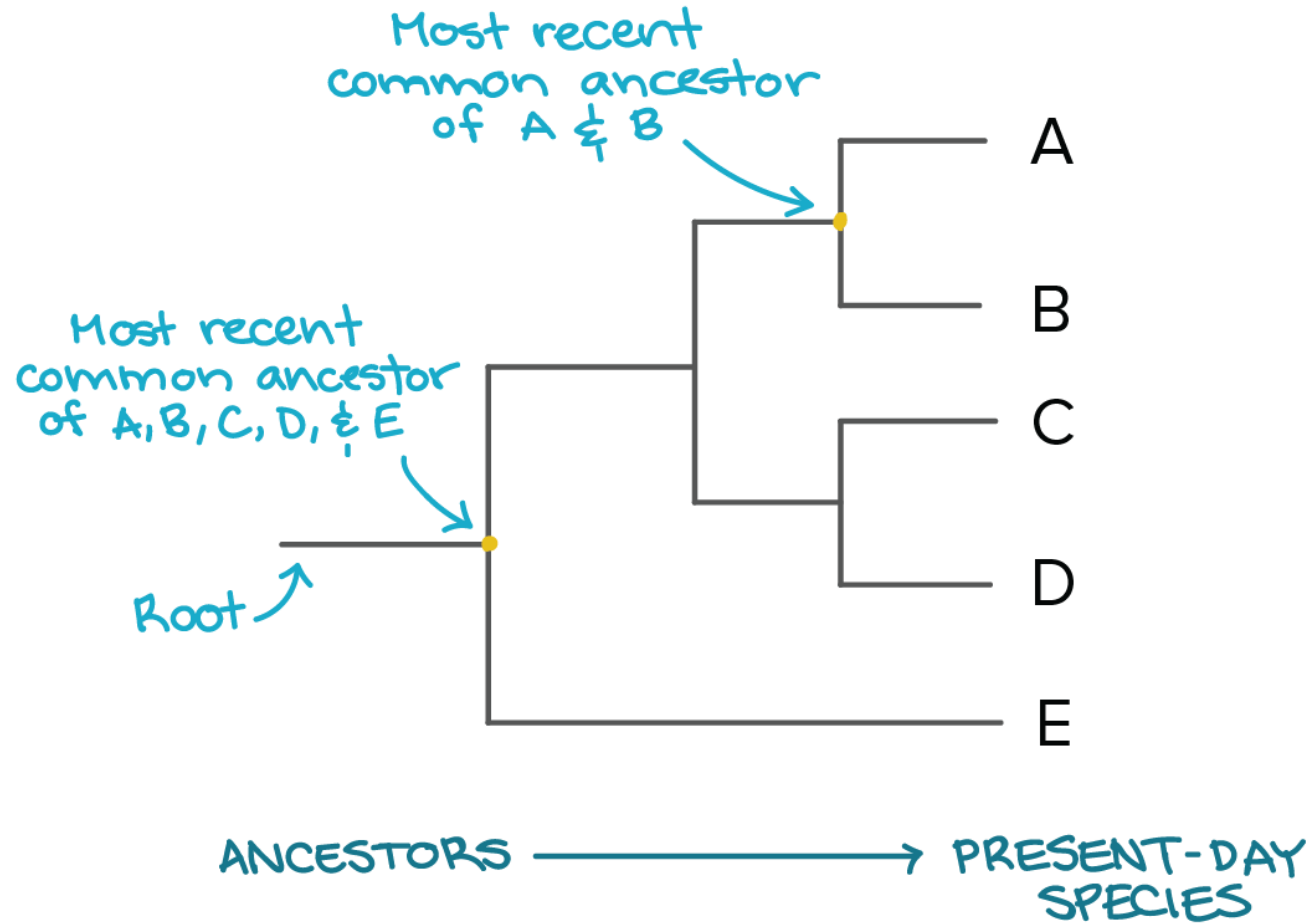 Most recent
common ancestor
of A & B
A
B
Most recent
common ancestor
of A, B, C, D, & E
C
Root
D
E
ANCESTORS
PRESENT-DAY
SPECIES